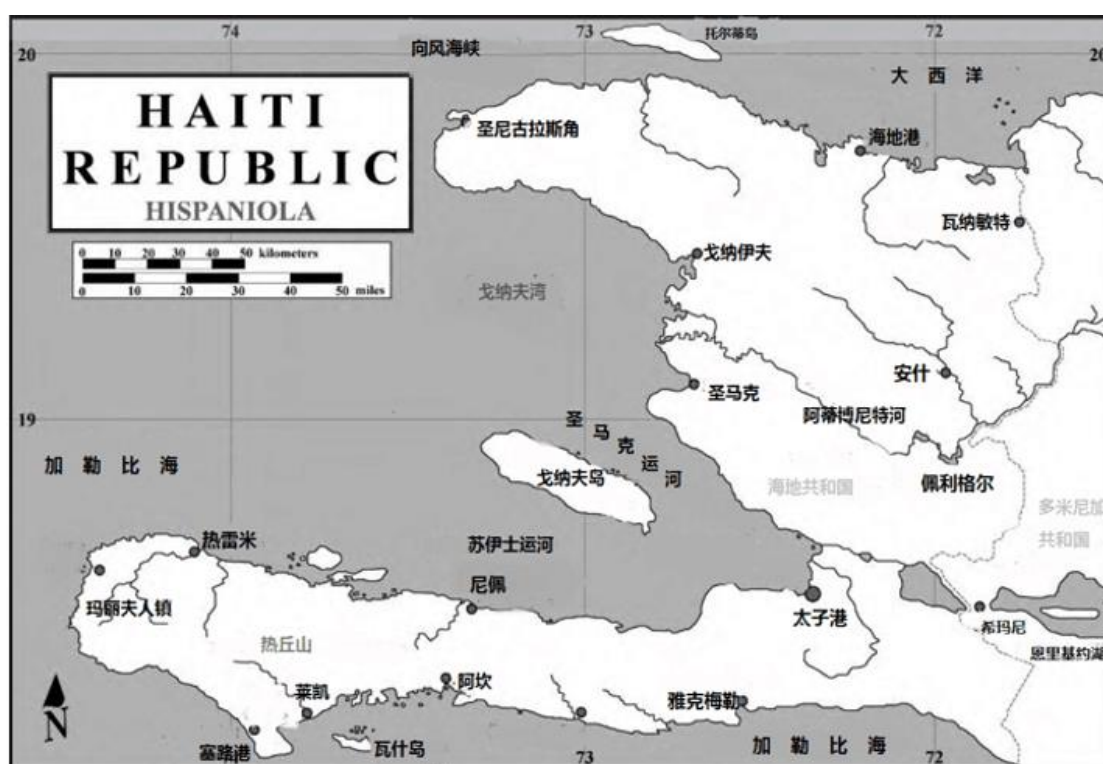 74
73
72
20
20
向风海峡
托尔蒂岛
大西洋
HAITI
REPUBLIC
HISPANIOLA
圣尼古拉斯角
海地港
瓦纳敏特
0 10 20 30 40 50 kilometers
0 10 20 30 40 50 miles
戈纳伊夫
戈纳夫湾
安什
圣马克
阿蒂博尼特河
19
圣马克运河
加勒比海
戈纳夫岛
海地共和国
佩利格尔
多米尼加
共和国
热雷米
苏伊士运河
尼佩
玛丽夫人镇
太子港
希玛尼
热丘山
恩里基约湖
阿坎
莱凯
雅克梅勒
N
塞路港
瓦什岛
加勒比海
74
73
72